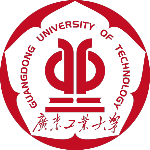 GUANGDONG UNIVERSITY OF TECHNOLOGY
廣東工業大學